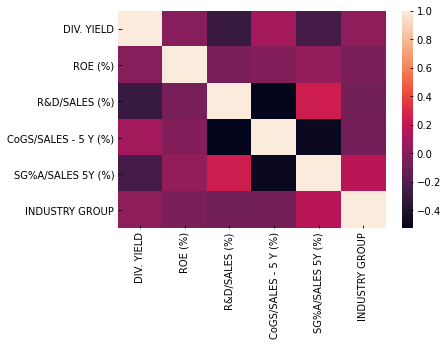 DIV. YIELD
ROE (%)
R&D/SALES (%)
CoGS/SALES - 5 Y (%)
SG%A/SALES 5Y (%)
INDUSTRY GROUP
DIV. YIELD
ROE (%)
R&D/SALES (%)
CoGS/SALES - 5 Y (%)
SG%A/SALES 5Y (%)
INDUSTRY GROUP
1.0
0.8
0.6
0.4
0.2
0.0
−0.2
−0.4